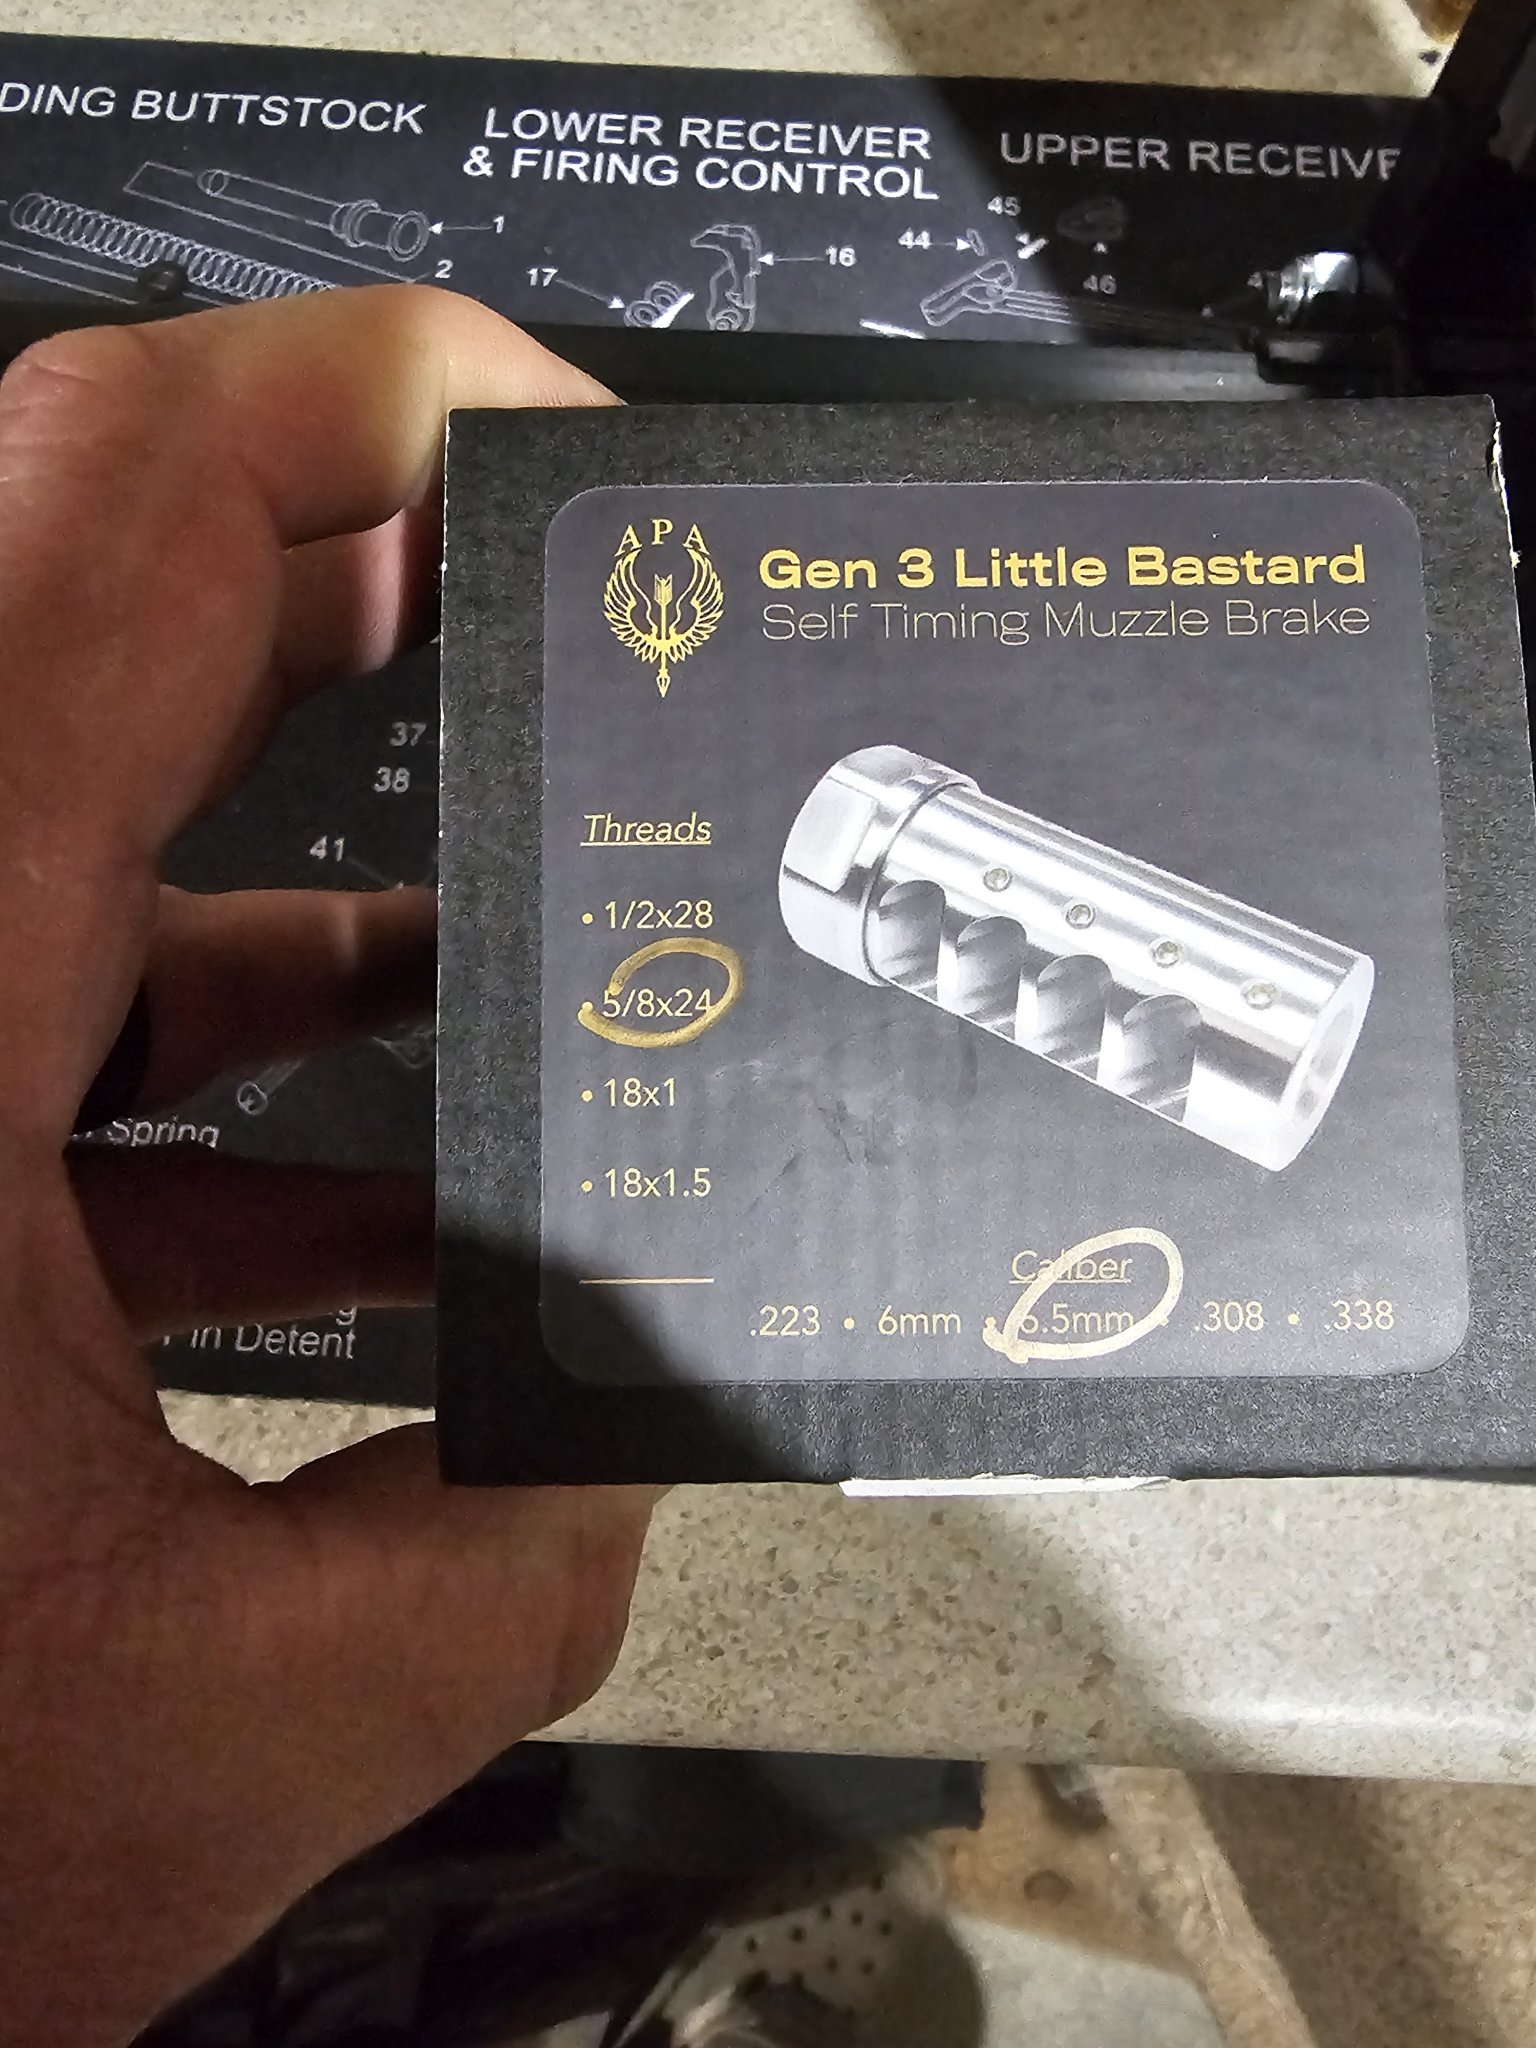 DING BUTTSTOCK
LOWER RECEIVER
& FIRING CONTROL
UPPER RECEIVE
1
2
17
16
44
45
46
37
38
41
Spring
Pin Detent
APA
Gen 3 Little Bastard
Self Timing Muzzle Brake
Threads
• 1/2x28
• 5/8x24
• 18x1
• 18x1.5
Caliber
.223 • 6mm • 6.5mm • .308 • .338